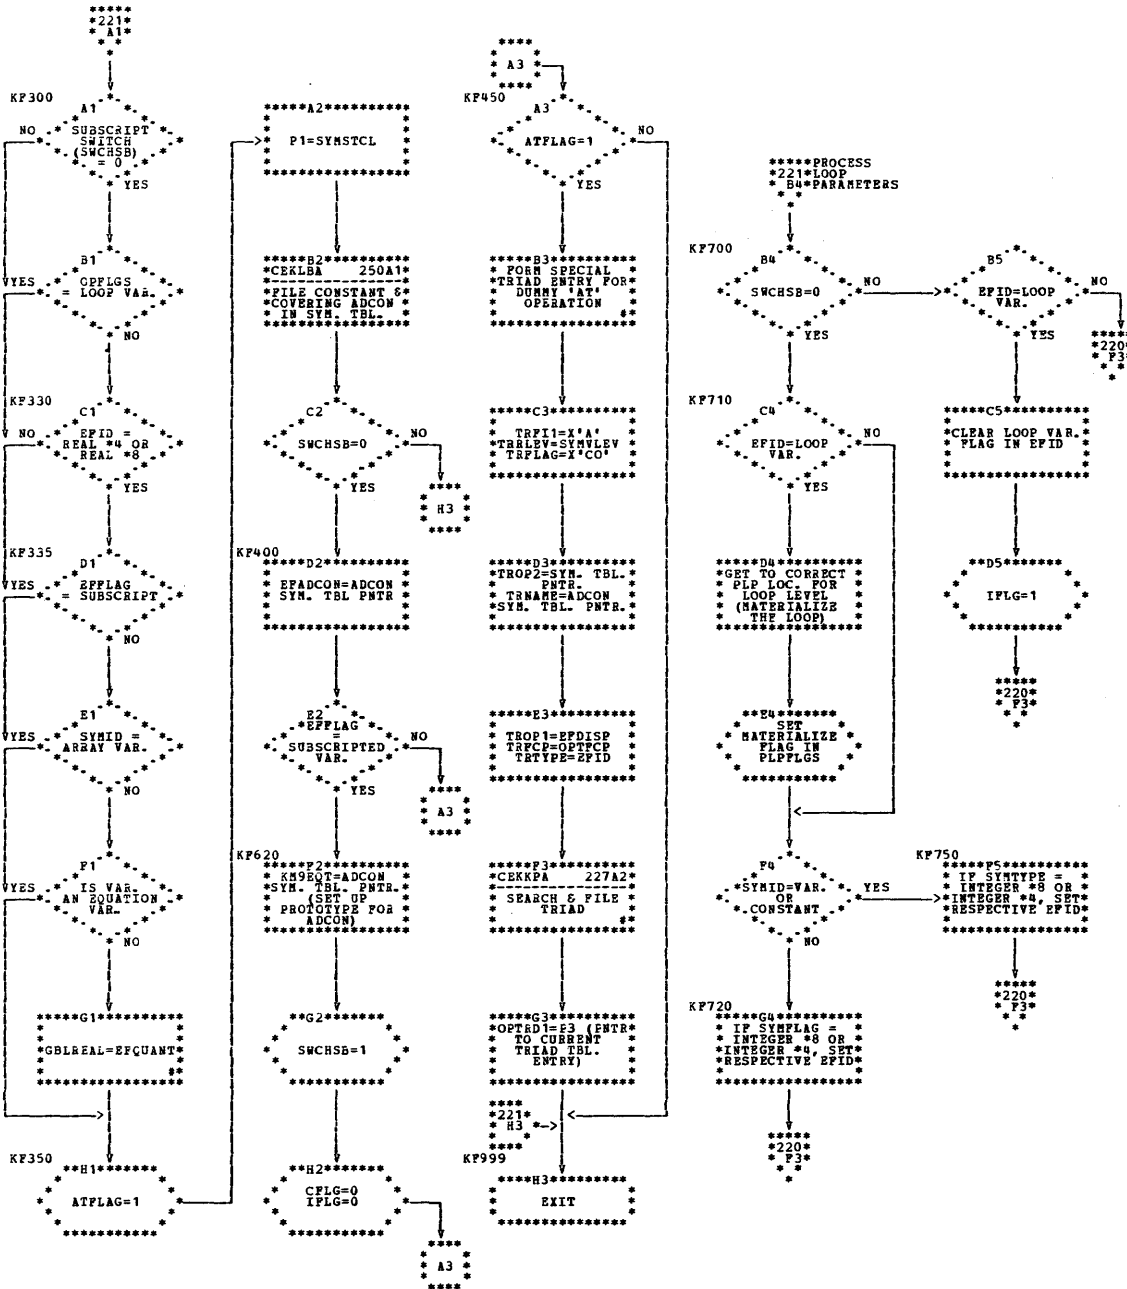 221
A1
KF300
A1
SUBSCRIPT
SWITCH
(SWCHSB)
= 0
NO
YES
B1
OPFLGS
= LOOP VAR.
YES
NO
KF330
C1
EFID =
REAL *4 OR
REAL *8
NO
YES
KF335
D1
EFFLAG
= SUBSCRIPT
YES
NO
E1
SYMID =
ARRAY VAR.
YES
NO
F1
IS VAR.
AN EQUATION
VAR.
YES
NO
G1
GBLREAL=EFQUANT
#
KF350
H1
ATFLAG=1
A2
P1=SYMSTCL
B2
CEKLBA 250A1
FILE CONSTANT &
COVERING ADCON
IN SYM. TBL.
C2
SWCHSB=0
NO
H3
YES
KF400
D2
EFADCON=ADCON
SYM. TBL PNTR
E2
EFFLAG
=
SUBSCRIPTED
VAR.
NO
A3
YES
KF620
F2
KM9EQT=ADCON
SYM. TBL. PNTR.
(SET UP
PROTOTYPE FOR
ADCON)
G2
SWCHSB=1
H2
CFLG=0
IFLG=0
A3
A3
KF450
A3
ATFLAG=1
NO
YES
B3
FORM SPECIAL
TRIAD ENTRY FOR
DUMMY 'AT'
OPERATION
#
C3
TRFI1=X'A'
TRRLEV=SYMVLEV
TRFLAG=X'CO'
D3
TROP2=SYM. TBL.
PNTR.
TRNAME=ADCON
SYM. TBL. PNTR.
E3
TROP1=EFDISP
TRFCP=OPTFCP
TRTYPE=EFID
F3
CEKKPA 227A2
SEARCH & FILE
TRIAD
#
G3
OPTRD1=P3 (PNTR
TO CURRENT
TRIAD TBL.
ENTRY)
221
H3
KF999
H3
EXIT
PROCESS
221 LOOP
B4 PARAMETERS
KF700
B4
SWCHSB=0
NO
YES
KF710
C4
EFID=LOOP
VAR.
NO
YES
D4
GET TO CORRECT
PLP LOC. FOR
LOOP LEVEL
(MATERIALIZE
THE LOOP)
E4
SET
MATERIALIZE
FLAG IN
PLPFLGS
F4
SYMID=VAR.
OR
CONSTANT
YES
NO
KF720
G4
IF SYMFLAG =
INTEGER *8 OR
INTEGER *4, SET
RESPECTIVE EFID
220
F3
B5
EFID=LOOP
VAR.
NO
220
F3
YES
C5
CLEAR LOOP VAR.
FLAG IN EFID
D5
IFLG=1
220
F3
KF750
F5
IF SYMTYPE =
INTEGER *8 OR
INTEGER *4, SET
RESPECTIVE EFID
220
F3